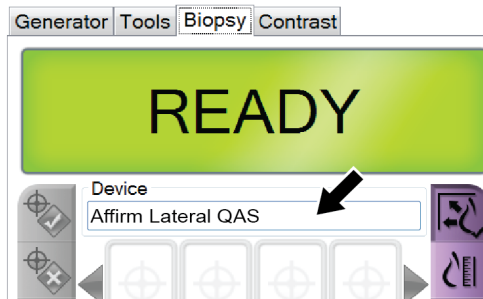 Generator Tools Biopsy Contrast
READY
Device
Affirm Lateral QAS